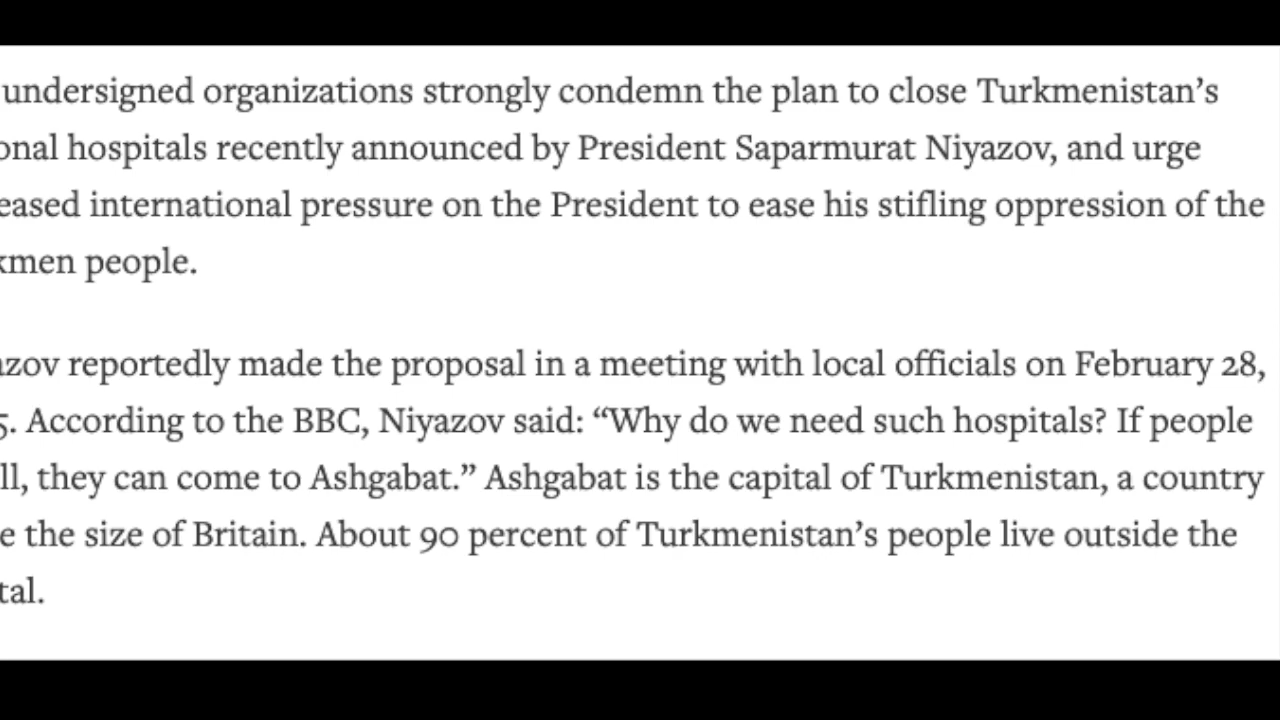 undersigned organizations strongly condemn the plan to close Turkmenistan’s
onal hospitals recently announced by President Saparmurat Niyazov, and urge
eased international pressure on the President to ease his stifling oppression of the
kmen people.
azov reportedly made the proposal in a meeting with local officials on February 28,
5. According to the BBC, Niyazov said: “Why do we need such hospitals? If people
ll, they can come to Ashgabat.” Ashgabat is the capital of Turkmenistan, a country
e the size of Britain. About 90 percent of Turkmenistan’s people live outside the
tal.